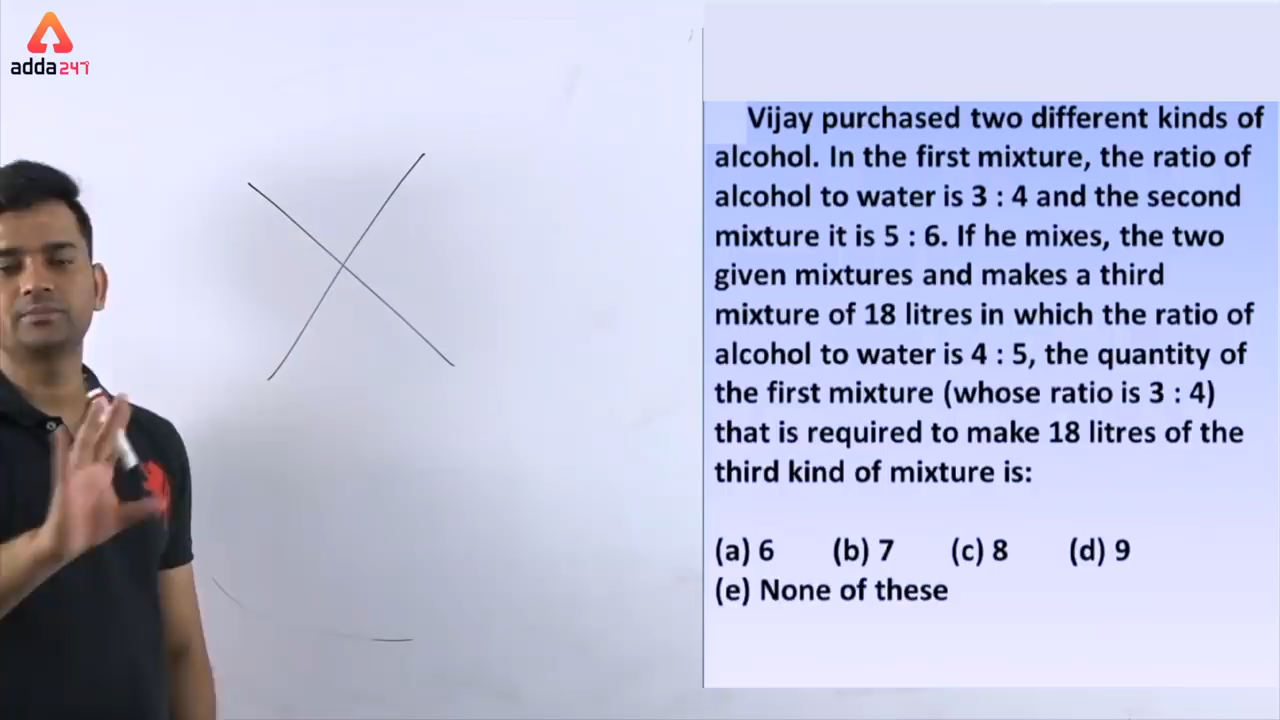 adda247
Vijay purchased two different kinds of
alcohol. In the first mixture, the ratio of
alcohol to water is 3 : 4 and the second
mixture it is 5 : 6. If he mixes, the two
given mixtures and makes a third
mixture of 18 litres in which the ratio of
alcohol to water is 4 : 5, the quantity of
the first mixture (whose ratio is 3 : 4)
that is required to make 18 litres of the
third kind of mixture is:
(a) 6 (b) 7 (c) 8 (d) 9
(e) None of these